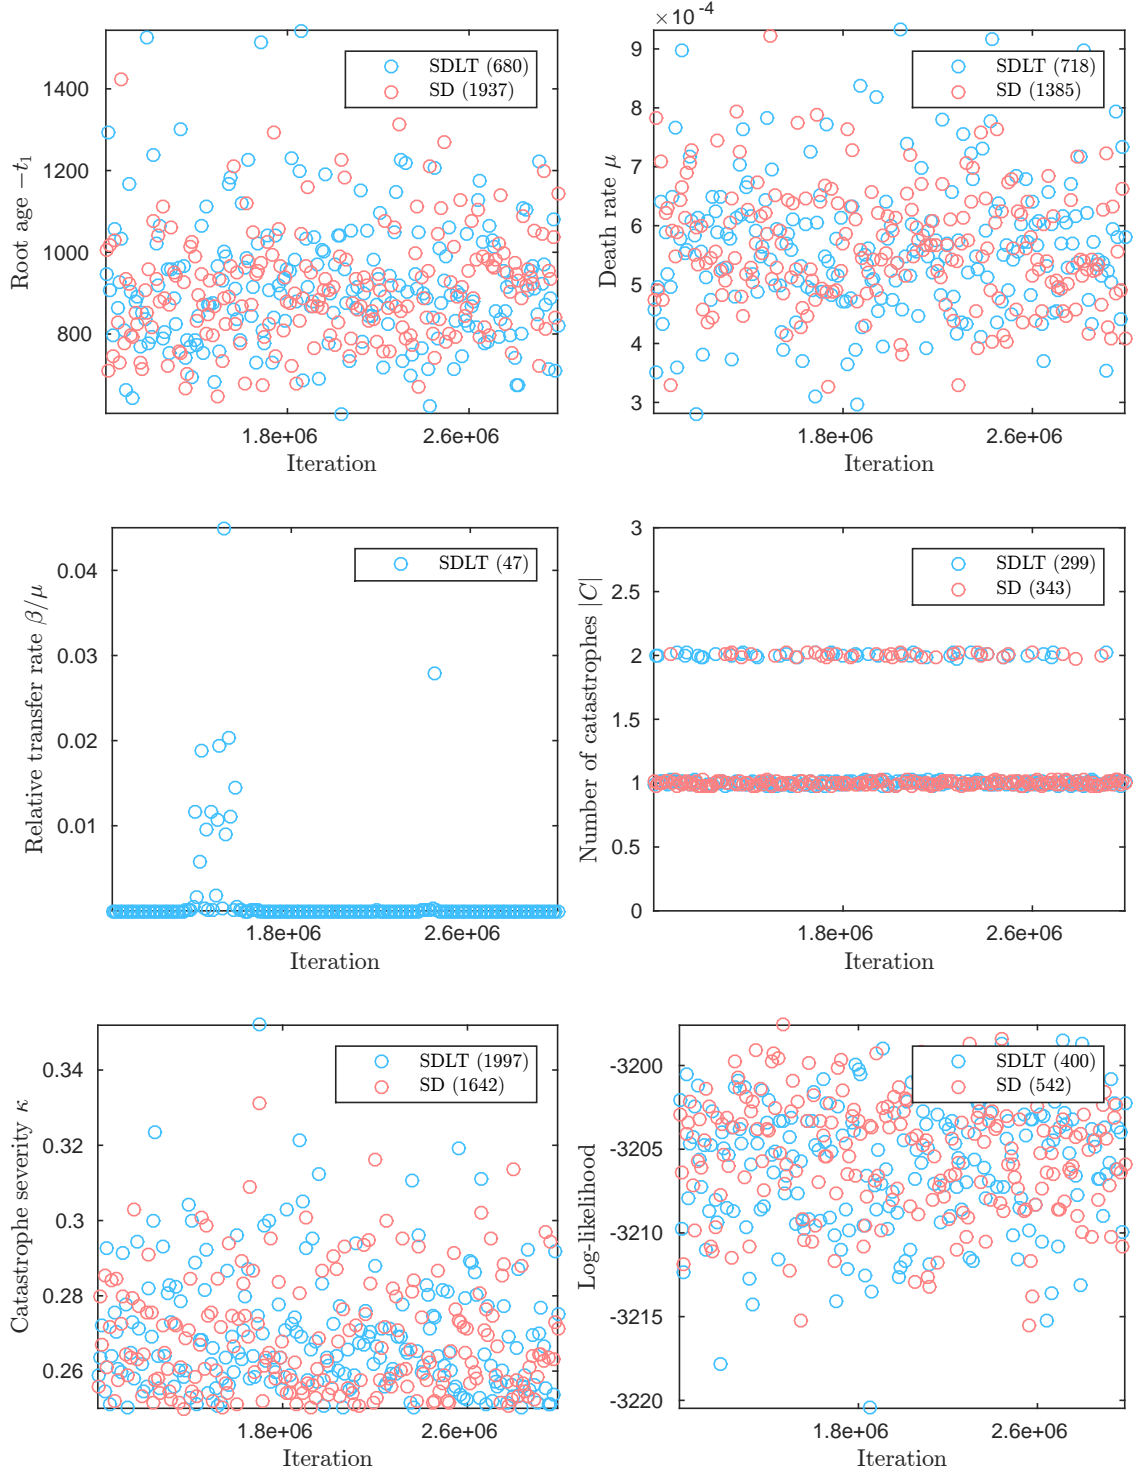 Root age −t₁
1400
1200
1000
800
SDLT (680)
SD (1937)
1.8e+06
2.6e+06
Iteration
×10⁻⁴
Death rate μ
9
8
7
6
5
4
3
SDLT (718)
SD (1385)
1.8e+06
2.6e+06
Iteration
Relative transfer rate β/μ
0.04
0.03
0.02
0.01
SDLT (47)
1.8e+06
2.6e+06
Iteration
Number of catastrophes |C|
3
2.5
2
1.5
1
0.5
0
SDLT (299)
SD (343)
1.8e+06
2.6e+06
Iteration
Catastrophe severity κ
0.34
0.32
0.3
0.28
0.26
SDLT (1997)
SD (1642)
1.8e+06
2.6e+06
Iteration
Log-likelihood
-3200
-3205
-3210
-3215
-3220
SDLT (400)
SD (542)
1.8e+06
2.6e+06
Iteration